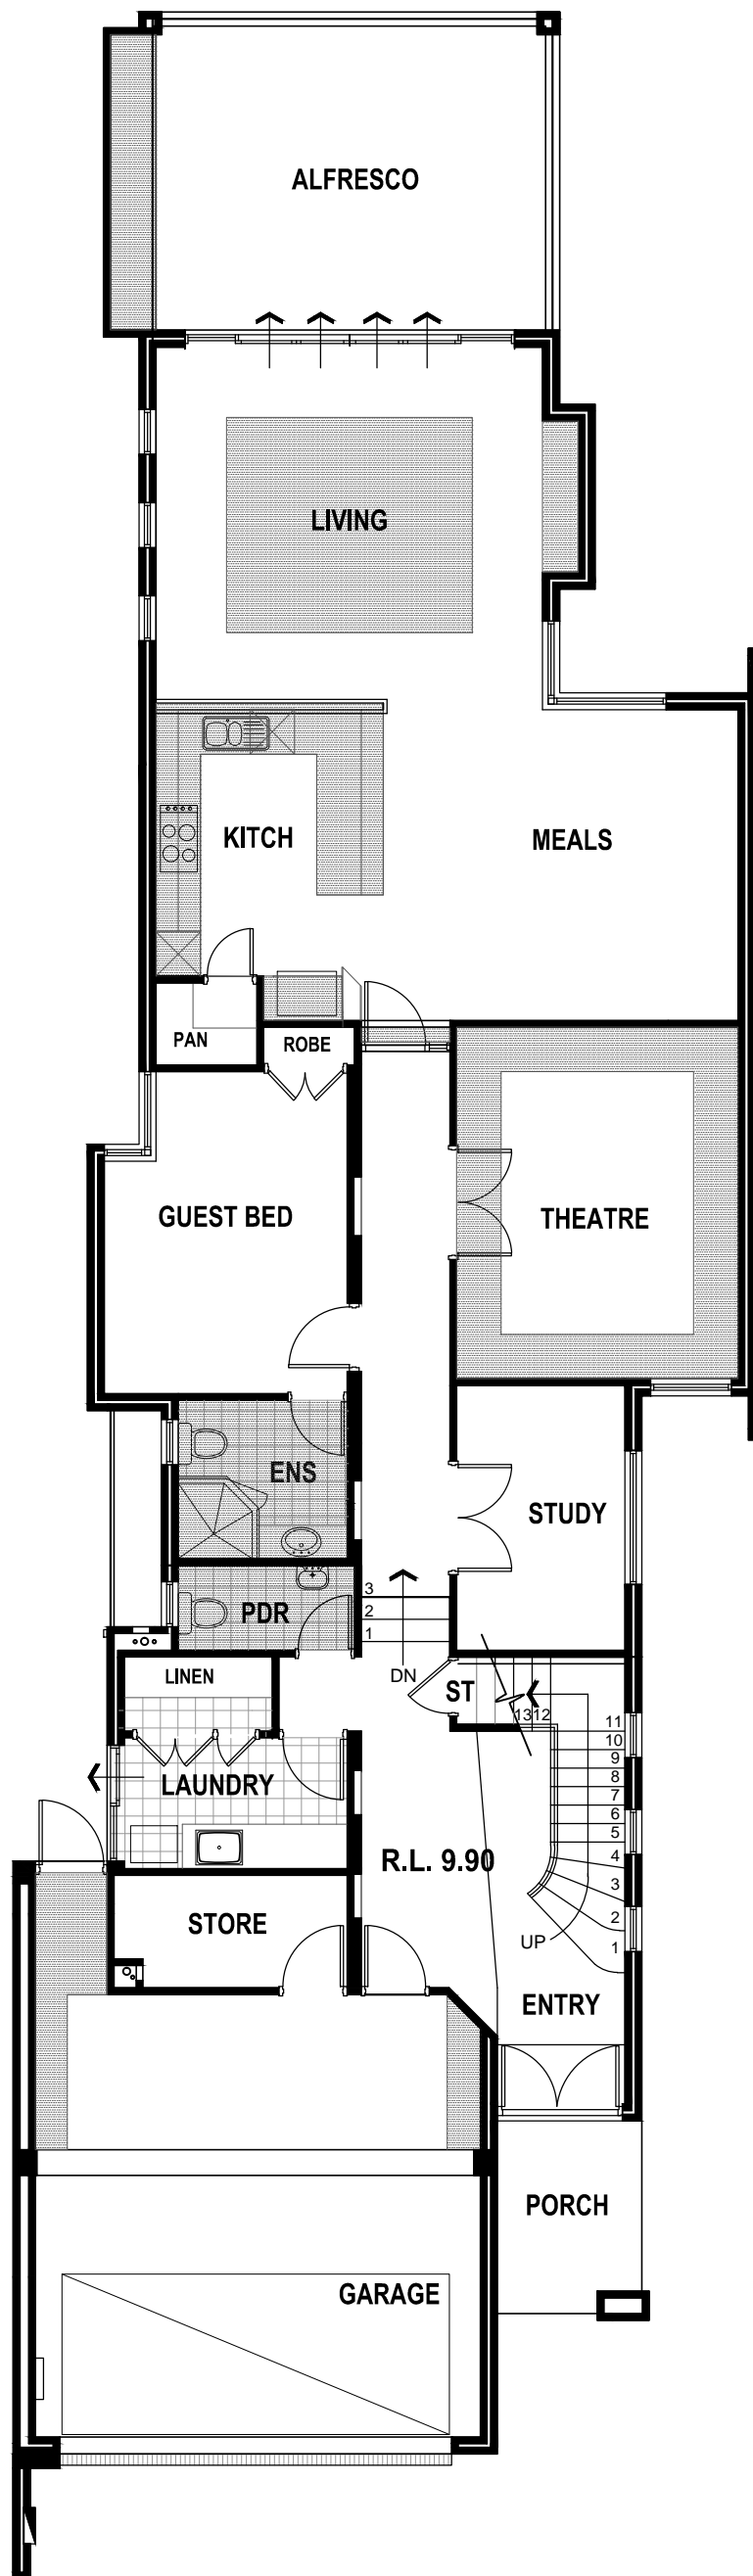 ALFRESCO
LIVING
KITCH
MEALS
PAN
ROBE
GUEST BED
THEATRE
ENS
STUDY
PDR
3
2
1
DN
LINEN
ST
13 12
11
10
9
8
7
6
5
4
3
2
1
LAUNDRY
R.L. 9.90
STORE
UP
ENTRY
PORCH
GARAGE